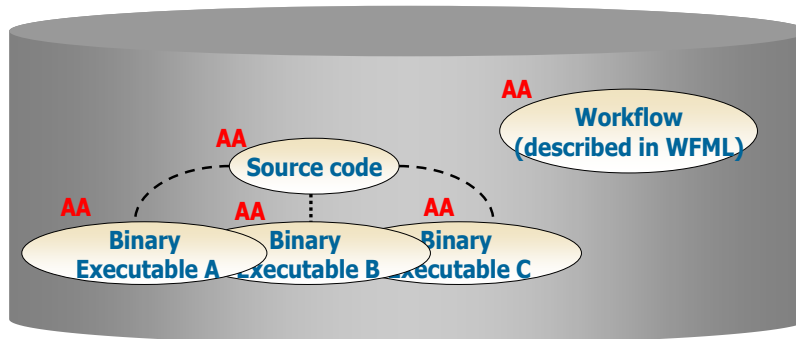 AA
Workflow
(described in WFML)
AA
Source code
AA
Binary
Executable A
AA
Binary
Executable B
AA
Binary
Executable C